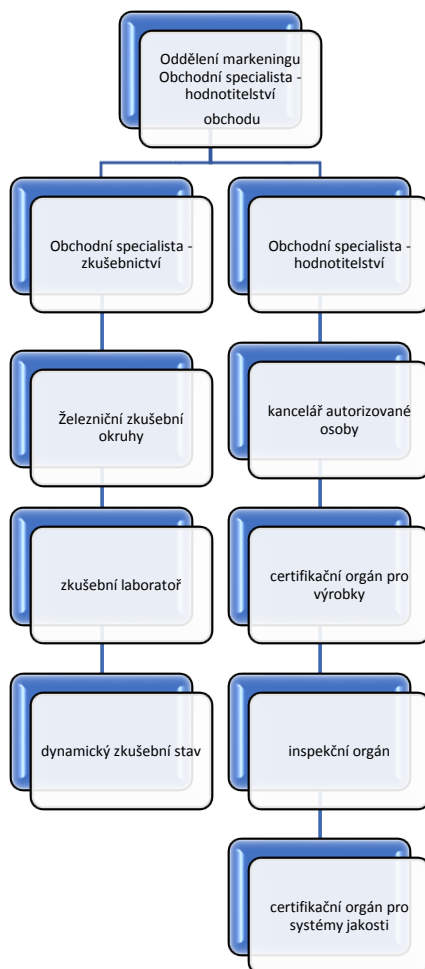 Oddělení markeningu
Obchodní specialista -
hodnotitelství
obchodu
Obchodní specialista -
zkušebnictví
Železniční zkušební
okruhy
zkušební laboratoř
dynamický zkušební stav
Obchodní specialista -
hodnotitelství
kancelář autorizované
osoby
certifikační orgán pro
výrobky
inspekční orgán
certifikační orgán pro
systémy jakosti